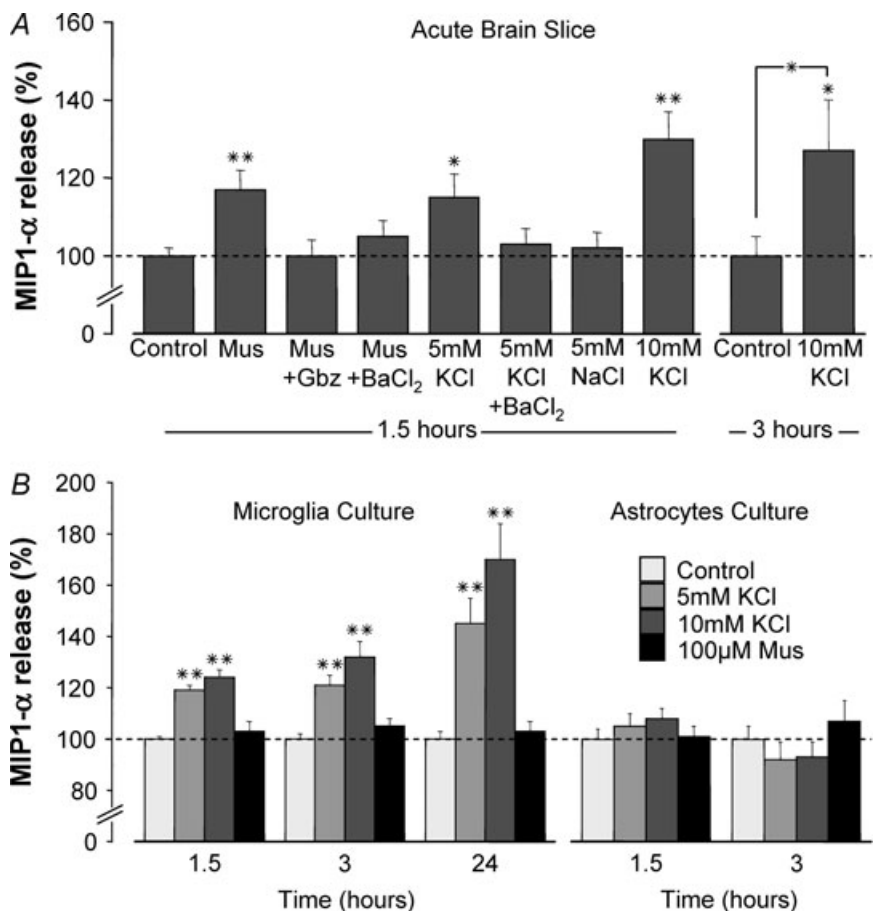 A
Acute Brain Slice
MIP1-α release (%)
160
140
120
100
0
** * ** * *
Control Mus Mus Mus 5mM 5mM 5mM 10mM Control 10mM
+Gbz +BaCl₂ KCl KCl NaCl KCl KCl
+BaCl₂
1.5 hours 3 hours
B
Microglia Culture Astrocytes Culture
MIP1-α release (%)
200
180
160
140
120
100
80
0
** ** ** ** ** **
Control
5mM KCl
10mM KCl
100µM Mus
1.5 3 24 1.5 3
Time (hours) Time (hours)